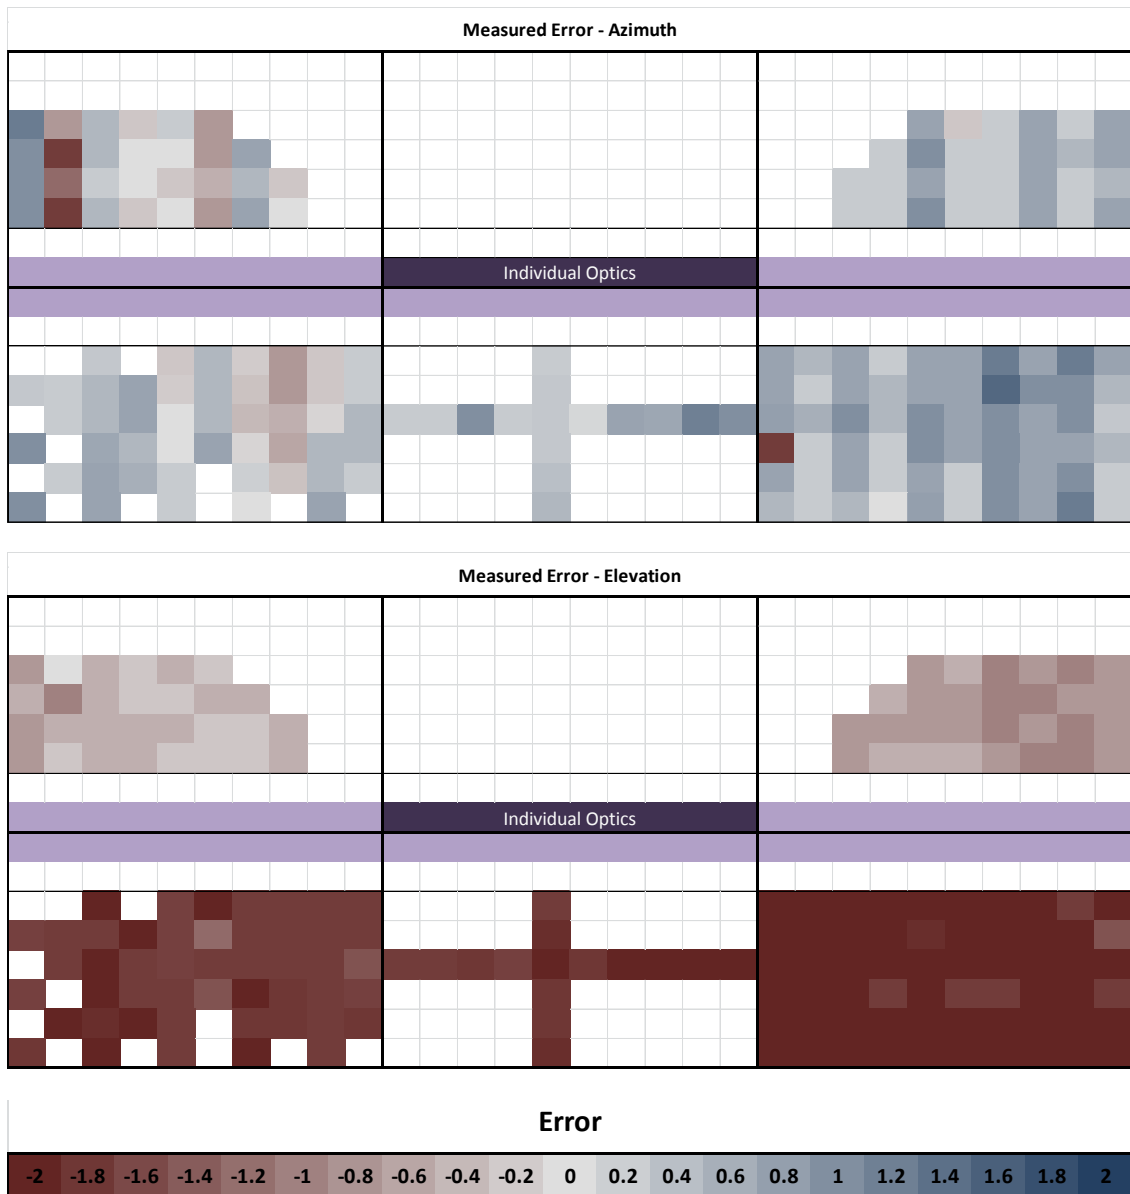 Measured Error - Azimuth
Individual Optics
Measured Error - Elevation
Individual Optics
Error
-2 -1.8 -1.6 -1.4 -1.2 -1 -0.8 -0.6 -0.4 -0.2 0 0.2 0.4 0.6 0.8 1 1.2 1.4 1.6 1.8 2